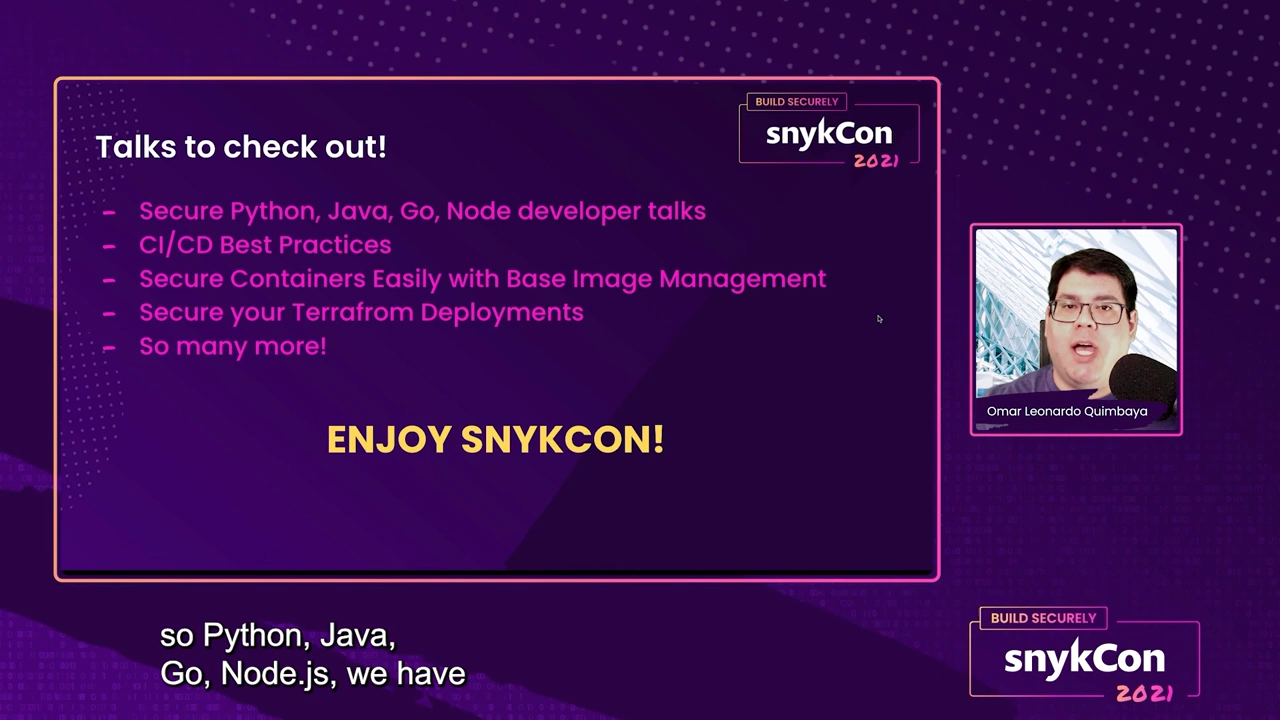 BUILD SECURELY
snykCon
2021
Talks to check out!
- Secure Python, Java, Go, Node developer talks
- CI/CD Best Practices
- Secure Containers Easily with Base Image Management
- Secure your Terrafrom Deployments
- So many more!
ENJOY SNYKCON!
Omar Leonardo Quimbaya
so Python, Java,
Go, Node.js, we have
BUILD SECURELY
snykCon
2021